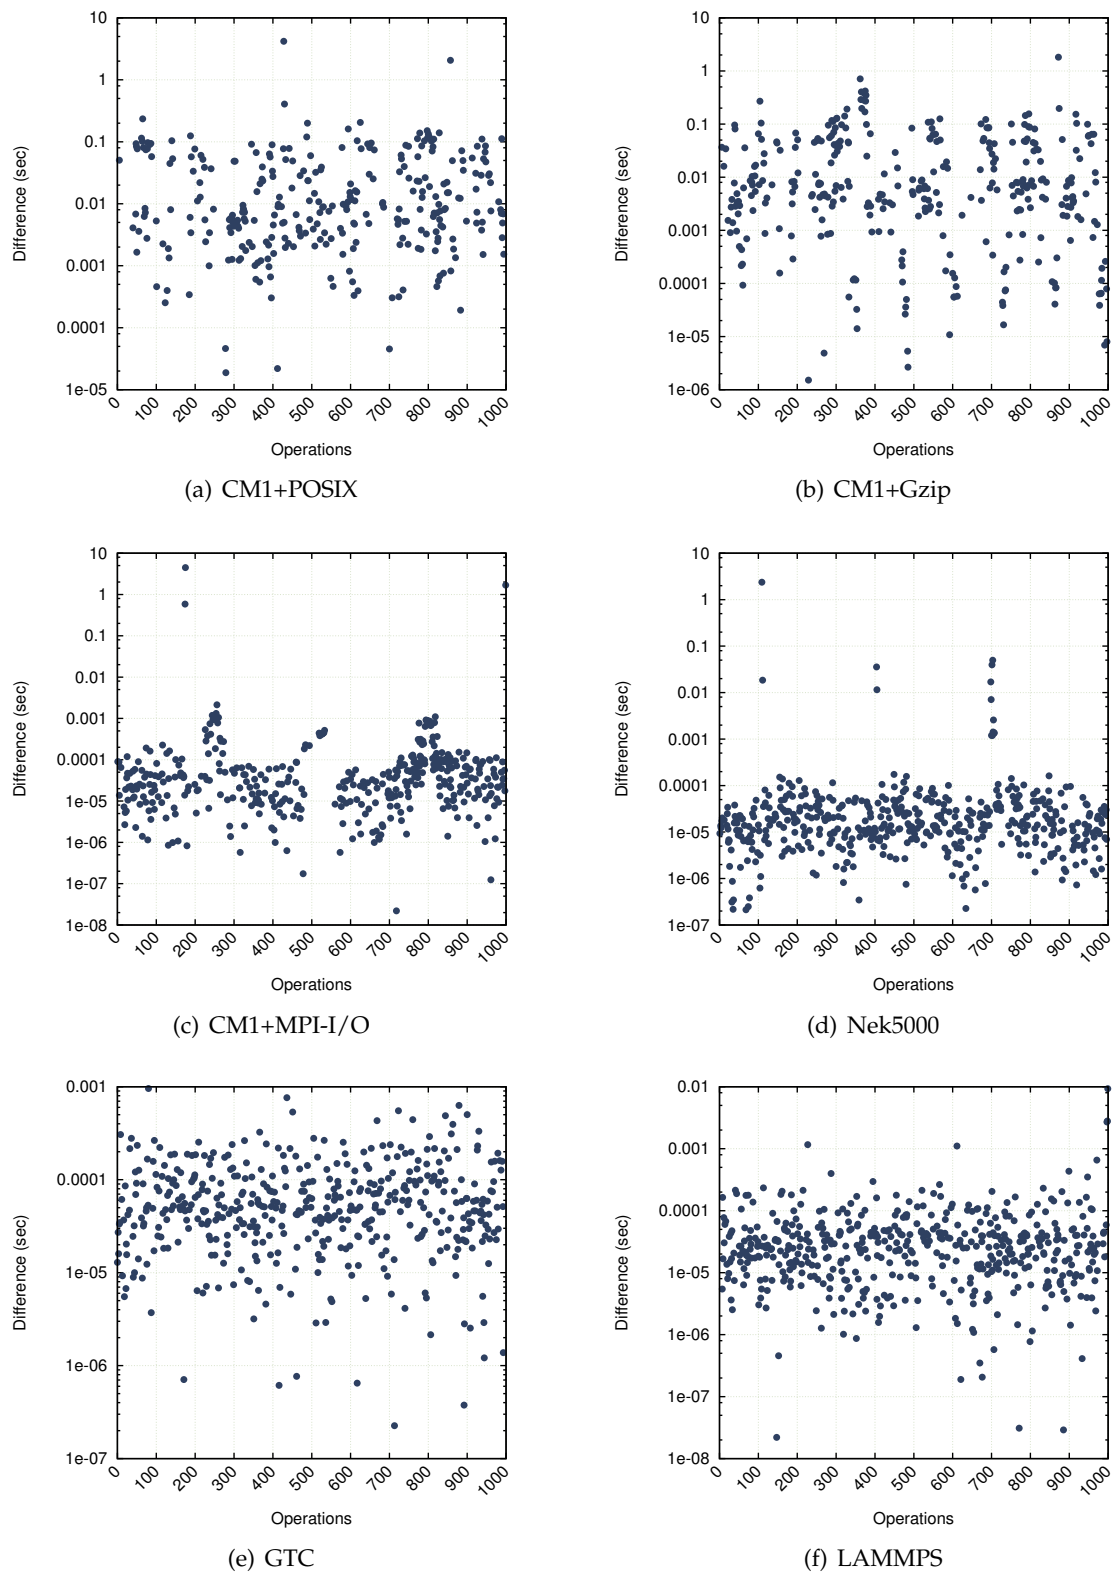 10
1
0.1
0.01
0.001
0.0001
1e-05
Difference (sec)
0 100 200 300 400 500 600 700 800 900 1000
Operations
(a) CM1+POSIX
10
1
0.1
0.01
0.001
0.0001
1e-05
1e-06
Difference (sec)
0 100 200 300 400 500 600 700 800 900 1000
Operations
(b) CM1+Gzip
10
1
0.1
0.01
0.001
0.0001
1e-05
1e-06
1e-07
1e-08
Difference (sec)
0 100 200 300 400 500 600 700 800 900 1000
Operations
(c) CM1+MPI-I/O
10
1
0.1
0.01
0.001
0.0001
1e-05
1e-06
1e-07
Difference (sec)
0 100 200 300 400 500 600 700 800 900 1000
Operations
(d) Nek5000
0.001
0.0001
1e-05
1e-06
1e-07
Difference (sec)
0 100 200 300 400 500 600 700 800 900 1000
Operations
(e) GTC
0.01
0.001
0.0001
1e-05
1e-06
1e-07
1e-08
Difference (sec)
0 100 200 300 400 500 600 700 800 900 1000
Operations
(f) LAMMPS